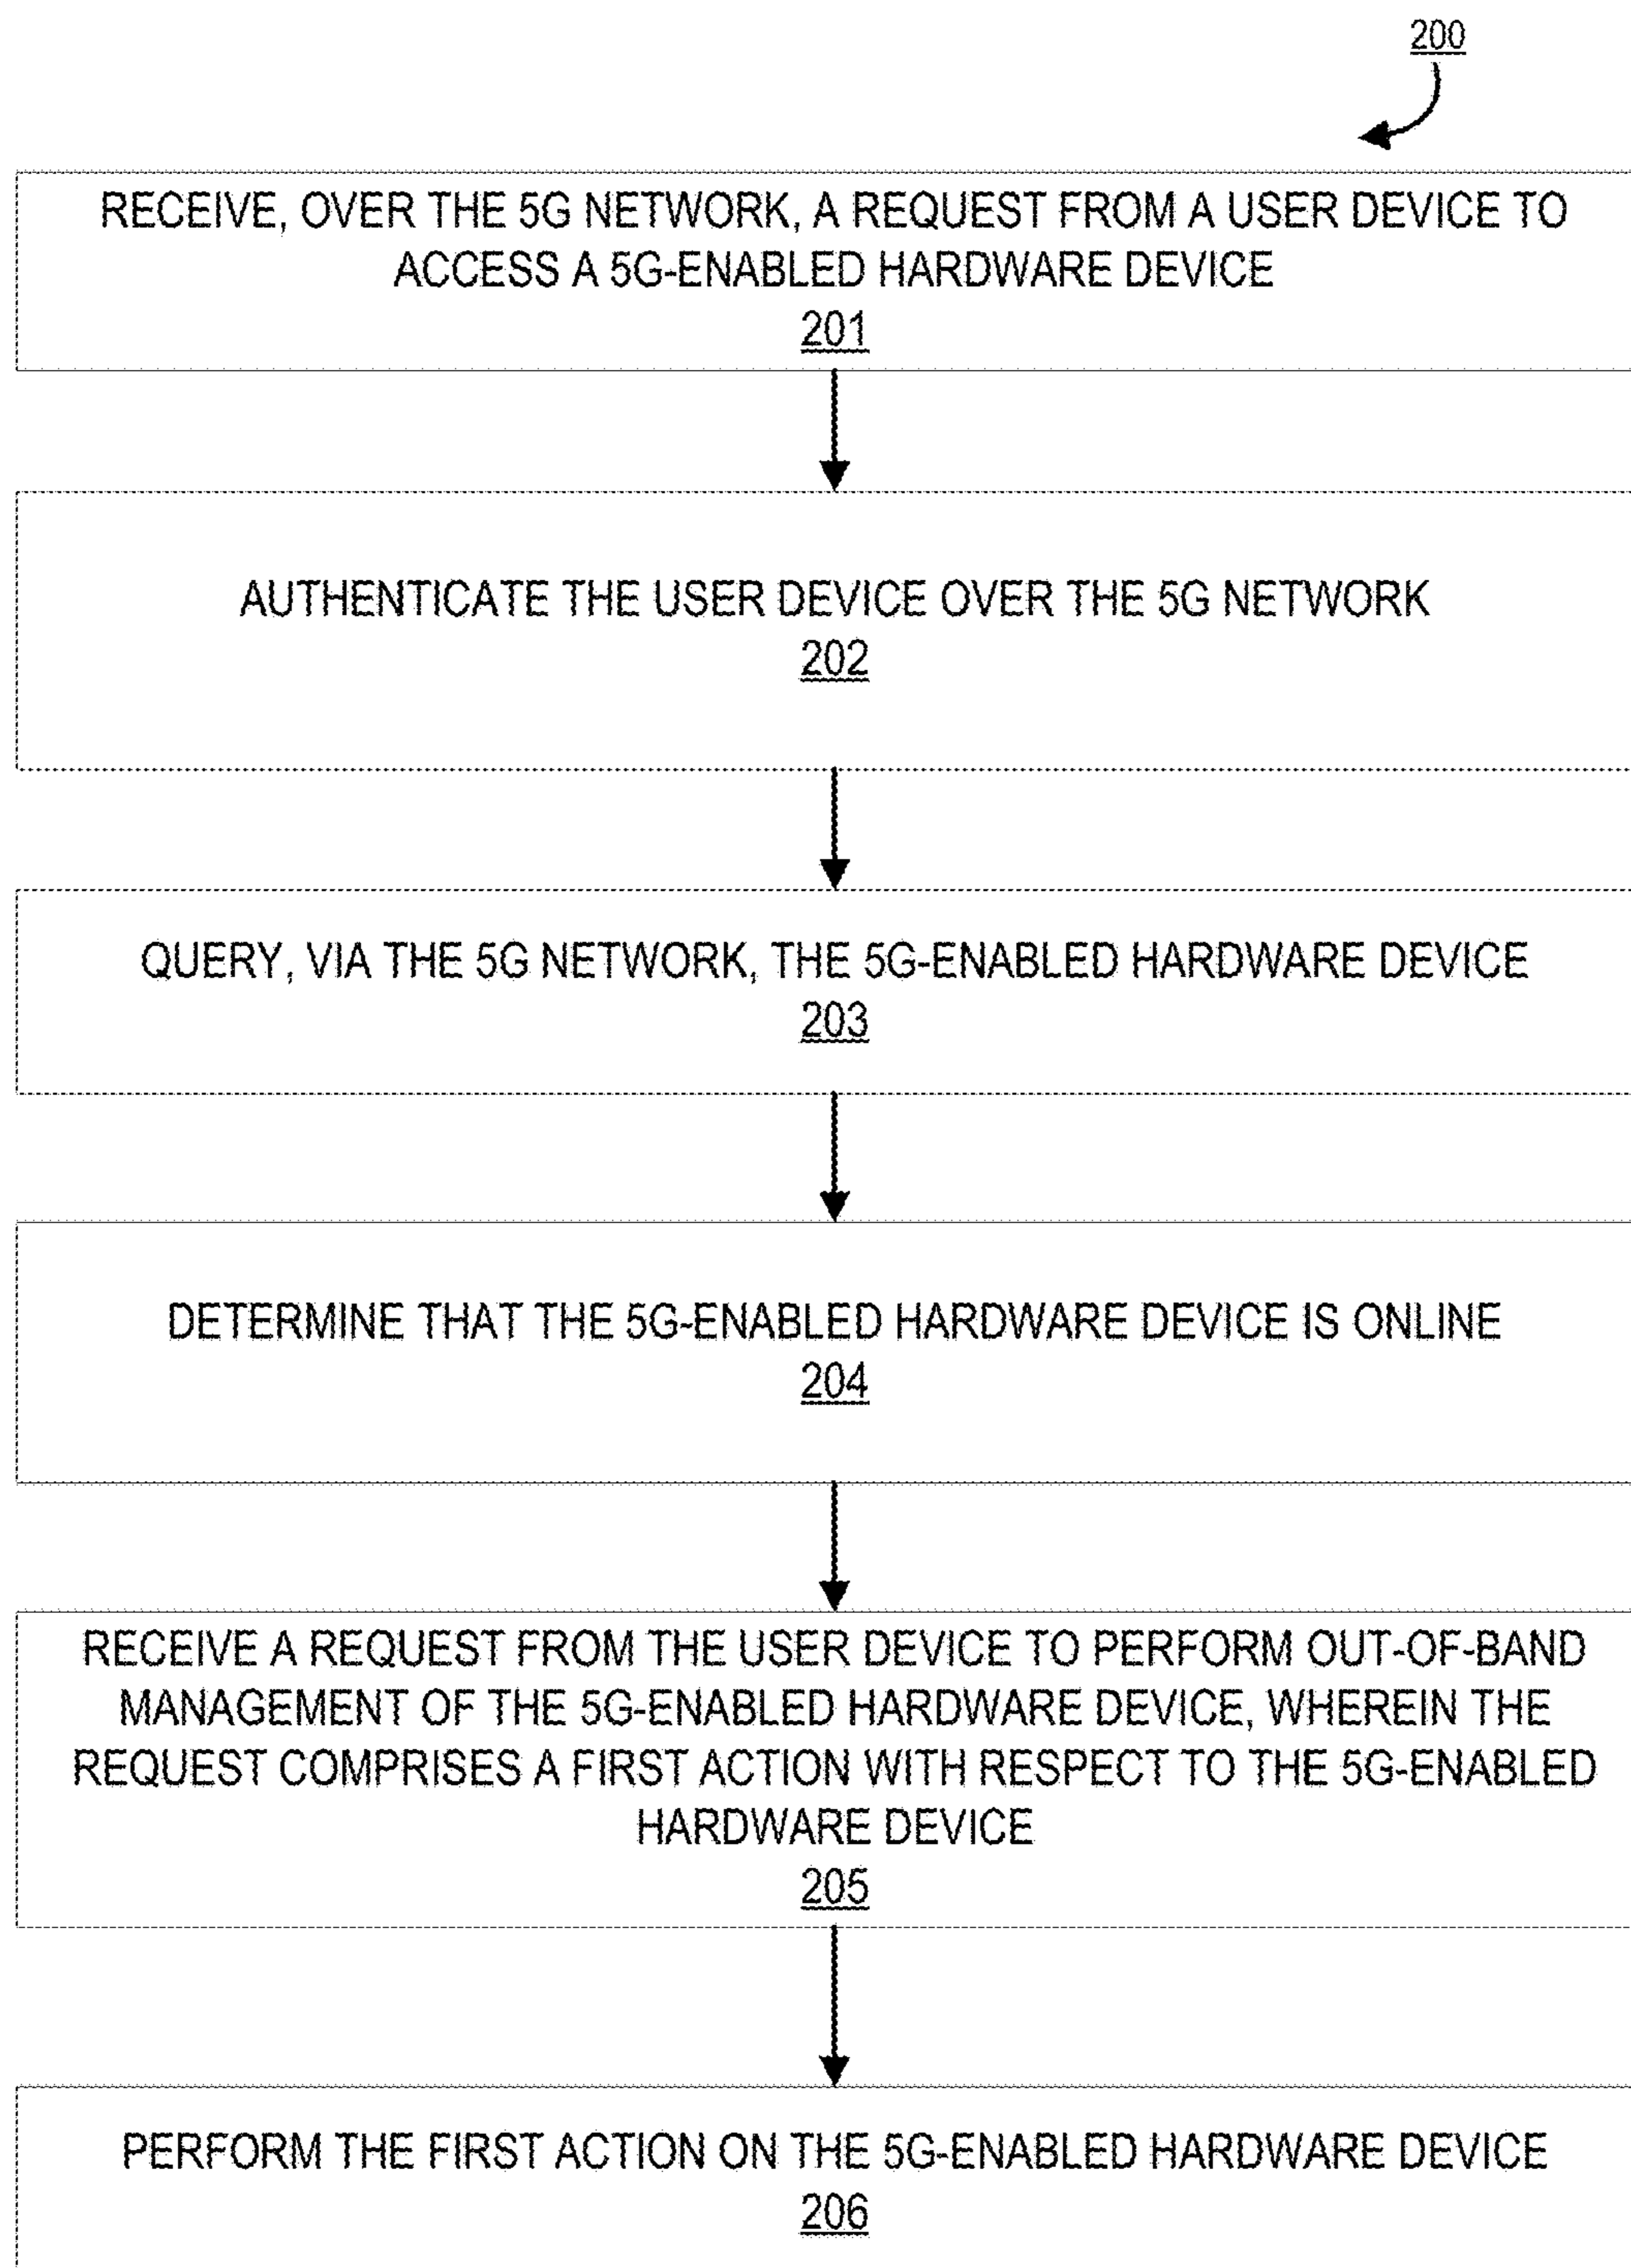 200
RECEIVE, OVER THE 5G NETWORK, A REQUEST FROM A USER DEVICE TO
ACCESS A 5G-ENABLED HARDWARE DEVICE
201
AUTHENTICATE THE USER DEVICE OVER THE 5G NETWORK
202
QUERY, VIA THE 5G NETWORK, THE 5G-ENABLED HARDWARE DEVICE
203
DETERMINE THAT THE 5G-ENABLED HARDWARE DEVICE IS ONLINE
204
RECEIVE A REQUEST FROM THE USER DEVICE TO PERFORM OUT-OF-BAND
MANAGEMENT OF THE 5G-ENABLED HARDWARE DEVICE, WHEREIN THE
REQUEST COMPRISES A FIRST ACTION WITH RESPECT TO THE 5G-ENABLED
HARDWARE DEVICE
205
PERFORM THE FIRST ACTION ON THE 5G-ENABLED HARDWARE DEVICE
206